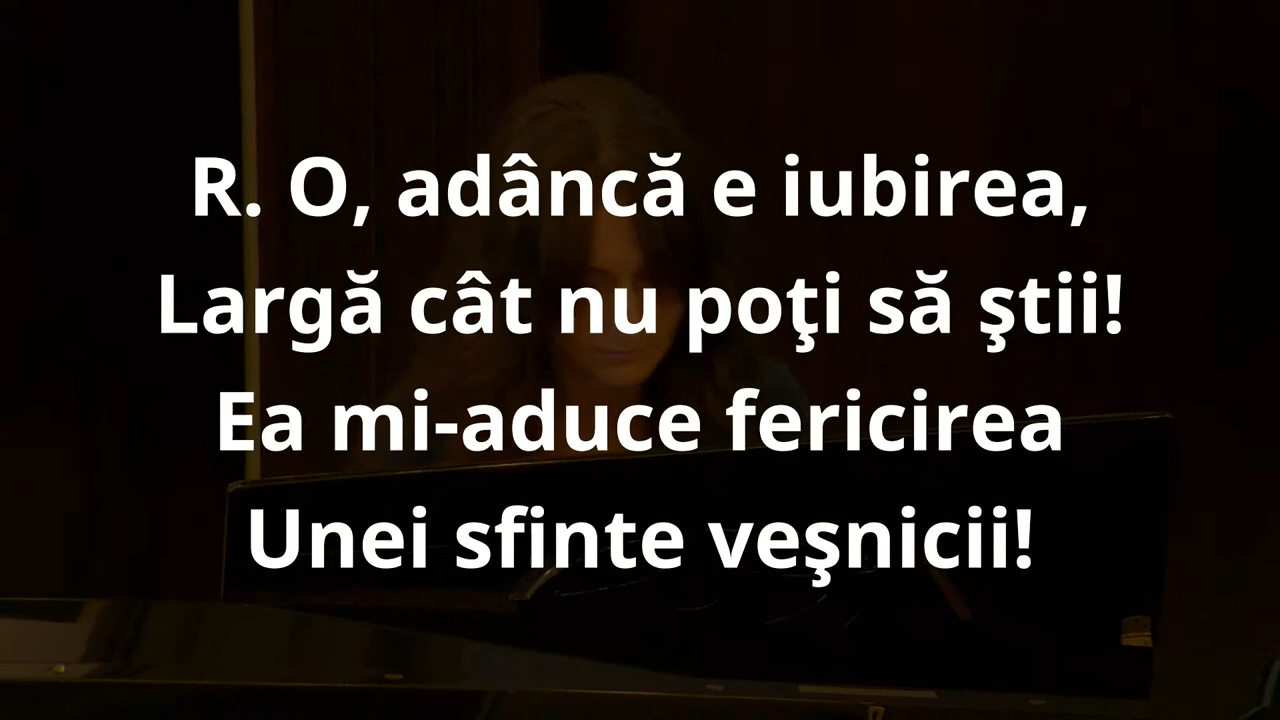 R. O, adâncă e iubirea,
Largă cât nu poţi să ştii!
Ea mi-aduce fericirea
Unei sfinte veşnicii!